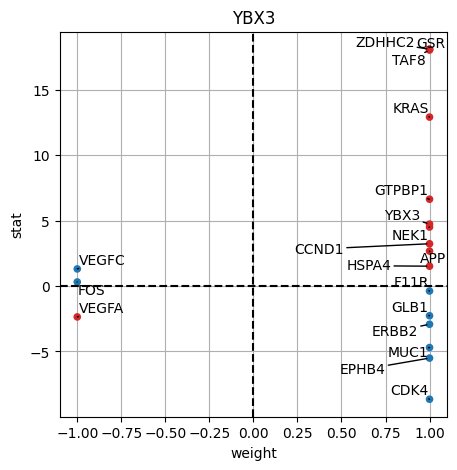 YBX3
ZDHHC2
GSR
TAF8
KRAS
GTPBP1
YBX3
NEK1
CCND1
APP
HSPA4
F11R
GLB1
ERBB2
MUC1
EPHB4
CDK4
VEGFC
FOS
VEGFA
15
10
5
0
−5
stat
−1.00 −0.75 −0.50 −0.25 0.00 0.25 0.50 0.75 1.00
weight